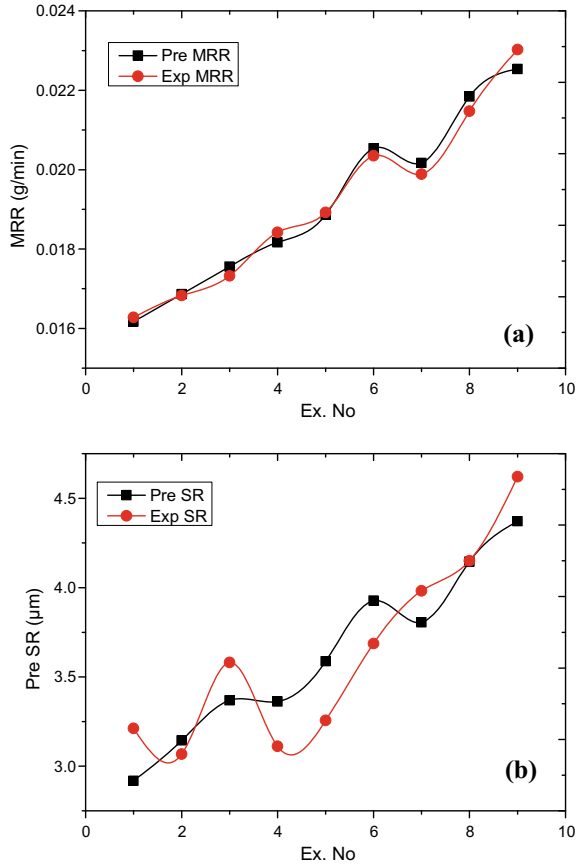 0.024
0.022
0.020
0.018
0.016
MRR (g/min)
Pre MRR
Exp MRR
(a)
0 2 4 6 8 10
Ex. No
4.5
4.0
3.5
3.0
Pre SR (μm)
Pre SR
Exp SR
(b)
0 2 4 6 8 10
Ex. No